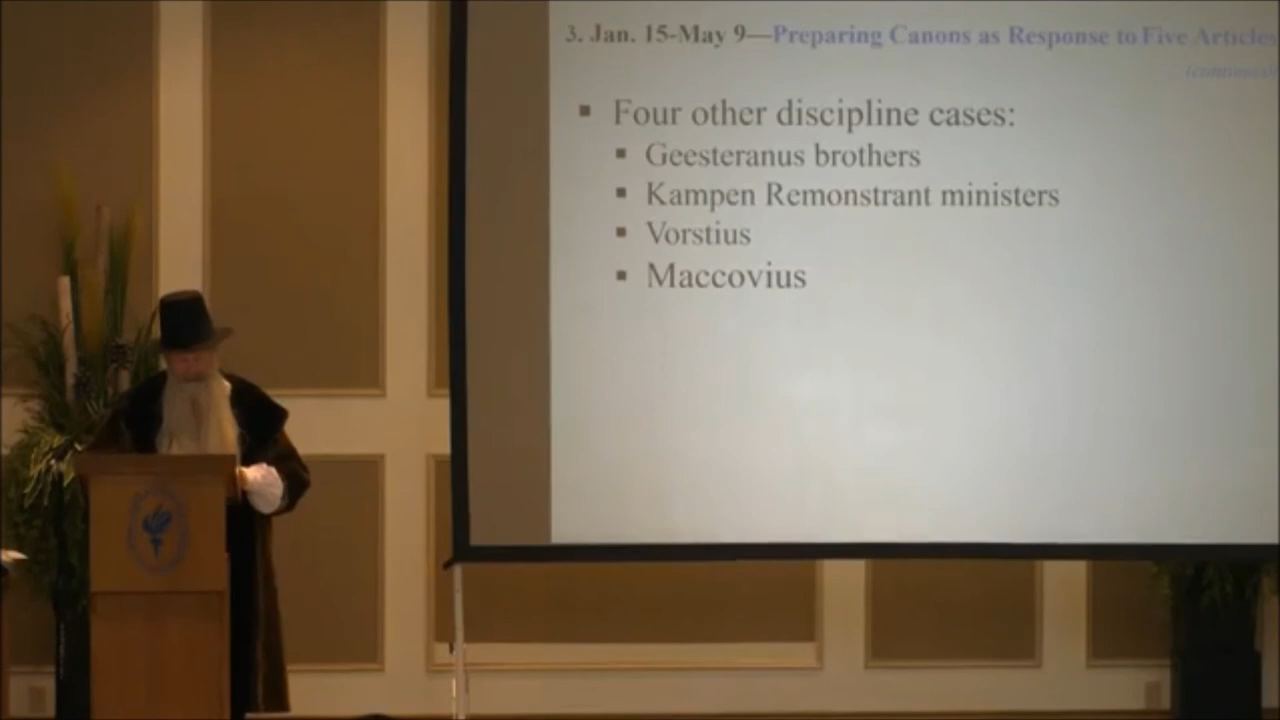 3. Jan. 15-May 9—Preparing Canons as Response to Five Articles
▪ Four other discipline cases:
▪ Geesteranus brothers
▪ Kampen Remonstrant ministers
▪ Vorstius
▪ Maccovius